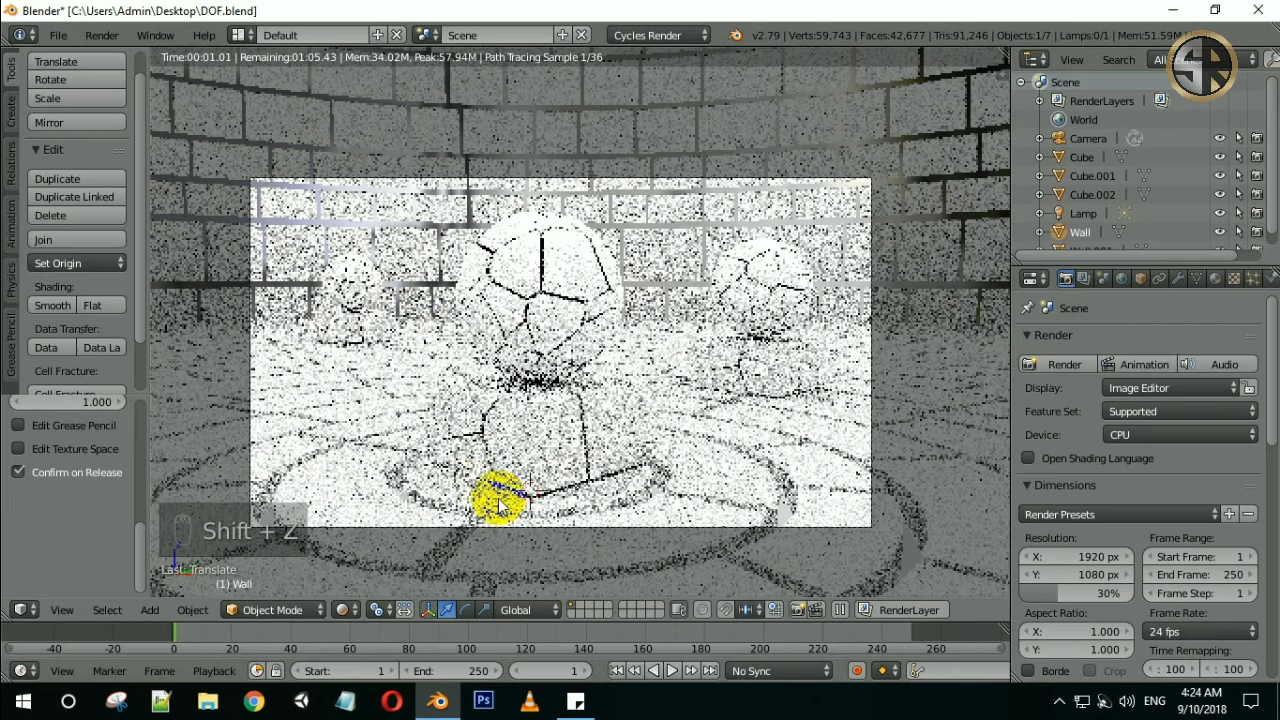 Blender* [C:\Users\Admin\Desktop\DOF.blend]
File Render Window Help Default Scene Cycles Render v2.79 | Verts:59,743 | Faces:42,677 | Tris:91,246 | Objects:1/7 | Lamps:0/1 | Mem:51.59M
Time:00:01.01 | Remaining:01:05.43 | Mem:34.02M, Peak:57.94M | Path Tracing Sample 1/36
Tools
Create
Relations
Animation
Physics
Grease Pencil
Translate
Rotate
Scale
Mirror
Edit
Duplicate
Duplicate Linked
Delete
Join
Set Origin
Shading:
Smooth Flat
Data Transfer:
Data Data La
Cell Fracture:
1.000
Edit Grease Pencil
Edit Texture Space
Confirm on Release
Shift + Z
Last: Translate
(1) Wall
View Search All
Scene
RenderLayers
World
Camera
Cube
Cube.001
Cube.002
Lamp
Wall
Scene
Render
Render Animation Audio
Display: Image Editor
Feature Set: Supported
Device: CPU
Open Shading Language
Dimensions
Render Presets
Resolution: Frame Range:
X: 1920 px Start Frame: 1
Y: 1080 px End Frame: 250
30% Frame Step: 1
Aspect Ratio: Frame Rate:
X: 1.000 24 fps
Y: 1.000 Time Remapping:
Borde Crop : 100 : 100
View Select Add Object Object Mode Global RenderLayer
-40 -20 0 20 40 60 80 100 120 140 160 180 200 220 240 260
View Marker Frame Playback Start: 1 End: 250 1 No Sync
ENG
4:24 AM
9/10/2018